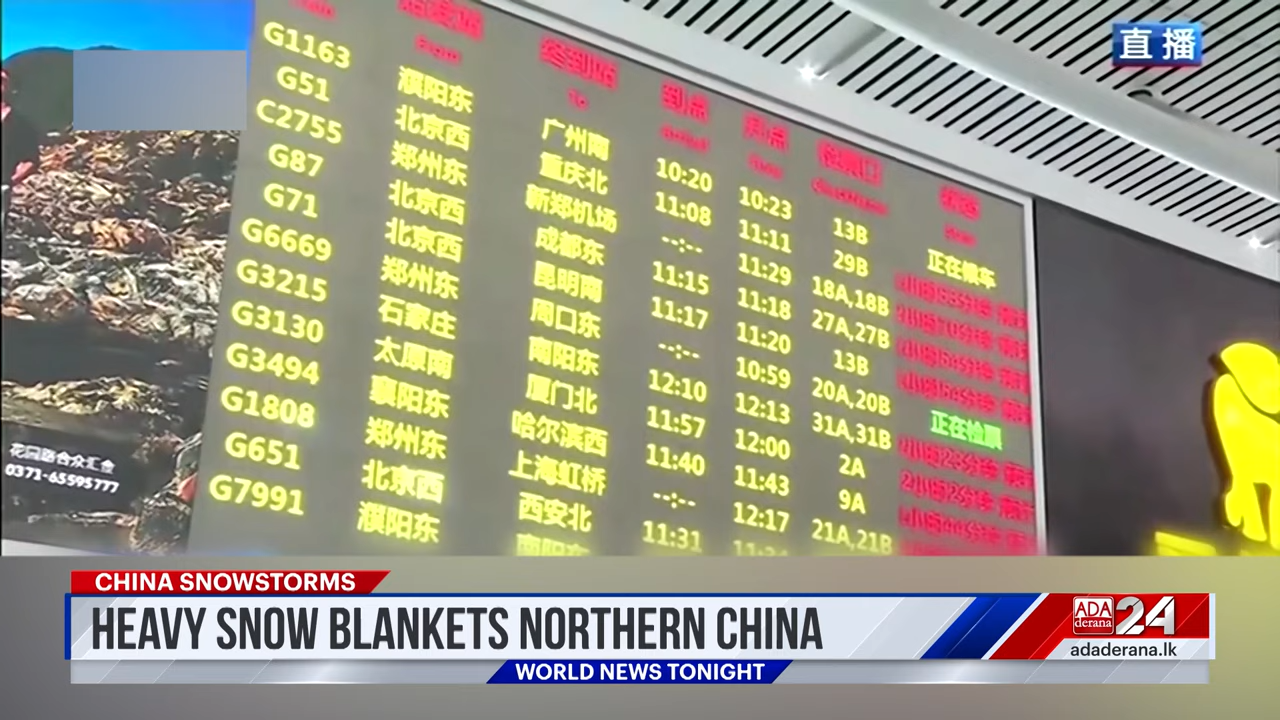 直播
终到站
到点
G1163 濮阳东 广州南 10:20 10:23 13B 正在候车
G51 北京西 重庆北 11:08 11:11 29B
C2755 郑州东 新郑机场 --:-- 11:29 18A,18B
G87 北京西 成都东 11:15 11:18 27A,27B
G71 北京西 昆明南 11:17 11:20 13B
G6669 郑州东 周口东 --:-- 10:59 20A,20B 正在检票
G3215 石家庄 南阳东 12:10 12:13 31A,31B
G3130 太原南 厦门北 11:57 12:00 2A
G3494 襄阳东 哈尔滨西 11:40 11:43 9A
G1808 郑州东 上海虹桥 --:-- 12:17 21A,21B
G651 北京西 西安北 11:31
G7991 濮阳东
0371-65595777
CHINA SNOWSTORMS
HEAVY SNOW BLANKETS NORTHERN CHINA
WORLD NEWS TONIGHT
ADA derana 24
adaderana.lk